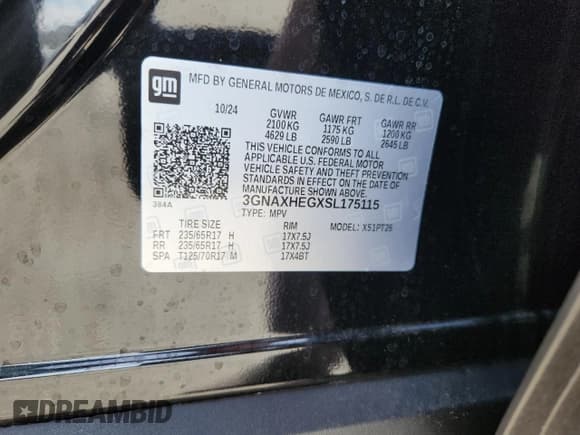 gm
MFD BY GENERAL MOTORS DE MEXICO, S. DE R.L. DE C.V.
10/24 GVWR GAWR FRT GAWR RR
2100 KG 1175 KG 1200 KG
4629 LB 2590 LB 2645 LB
THIS VEHICLE CONFORMS TO ALL
APPLICABLE U.S. FEDERAL MOTOR
VEHICLE SAFETY AND THEFT
PREVENTION STANDARDS IN EFFECT
ON THE DATE OF MANUFACTURE
SHOWN ABOVE.
384A 3GNAXHEGXSL175115
TYPE: MPV MODEL: X51PT26
TIRE SIZE RIM
FRT 235/65R17 H 17X7.5J
RR 235/65R17 H 17X7.5J
SPA T125/70R17 M 17X4BT
DREAMBID